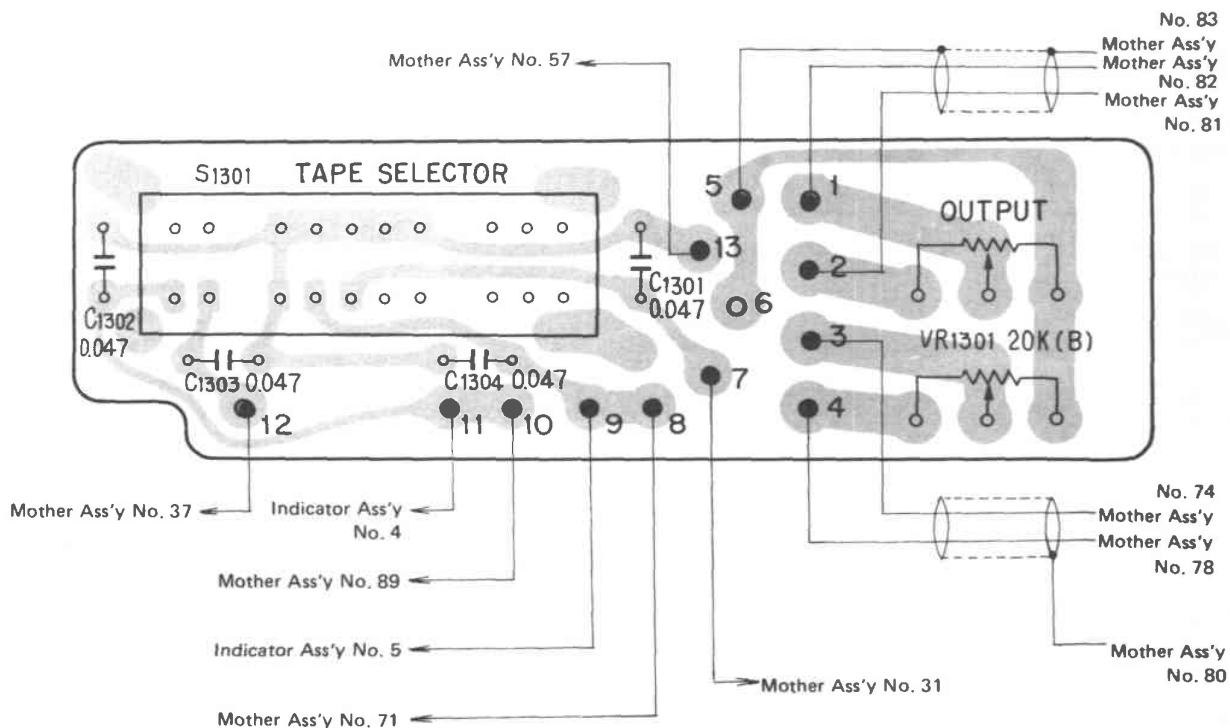 No. 83
Mother Ass'y
Mother Ass'y No. 57
Mother Ass'y
No. 82
Mother Ass'y
No. 81
S1301 TAPE SELECTOR
5
1
OUTPUT
13
2
C1301
0.047
6
C1302
0.047
3
VR1301 20K(B)
C1303 0.047
C1304 0.047
7
12
11
10
9
8
4
Mother Ass'y No. 37
Indicator Ass'y
No. 4
No. 74
Mother Ass'y
Mother Ass'y
No. 78
Mother Ass'y No. 89
Indicator Ass'y No. 5
Mother Ass'y
No. 80
Mother Ass'y No. 31
Mother Ass'y No. 71